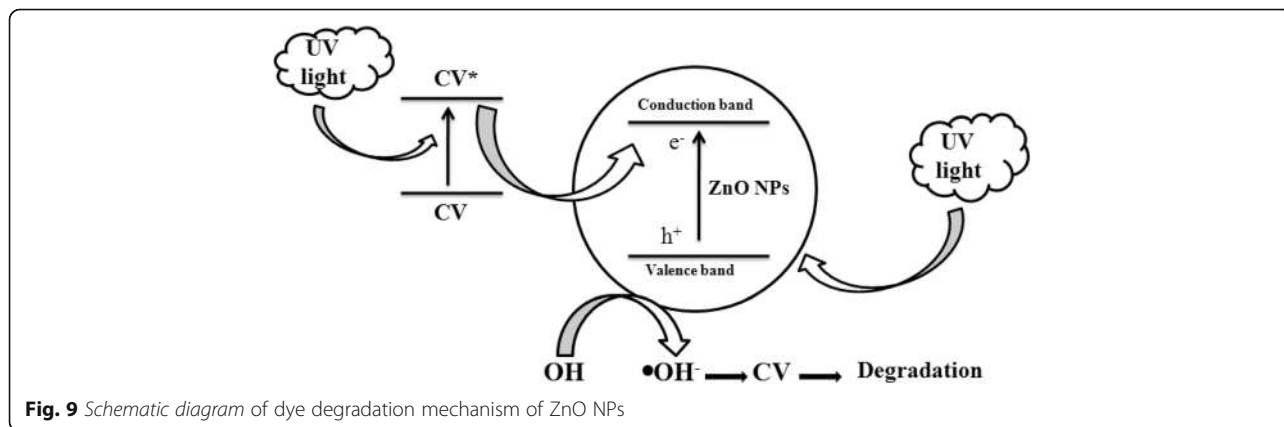 UV
light
CV*
CV
Conduction band
e-
ZnO NPs
h+
Valence band
UV
light
OH
•OH-
CV
Degradation
Fig. 9 Schematic diagram of dye degradation mechanism of ZnO NPs